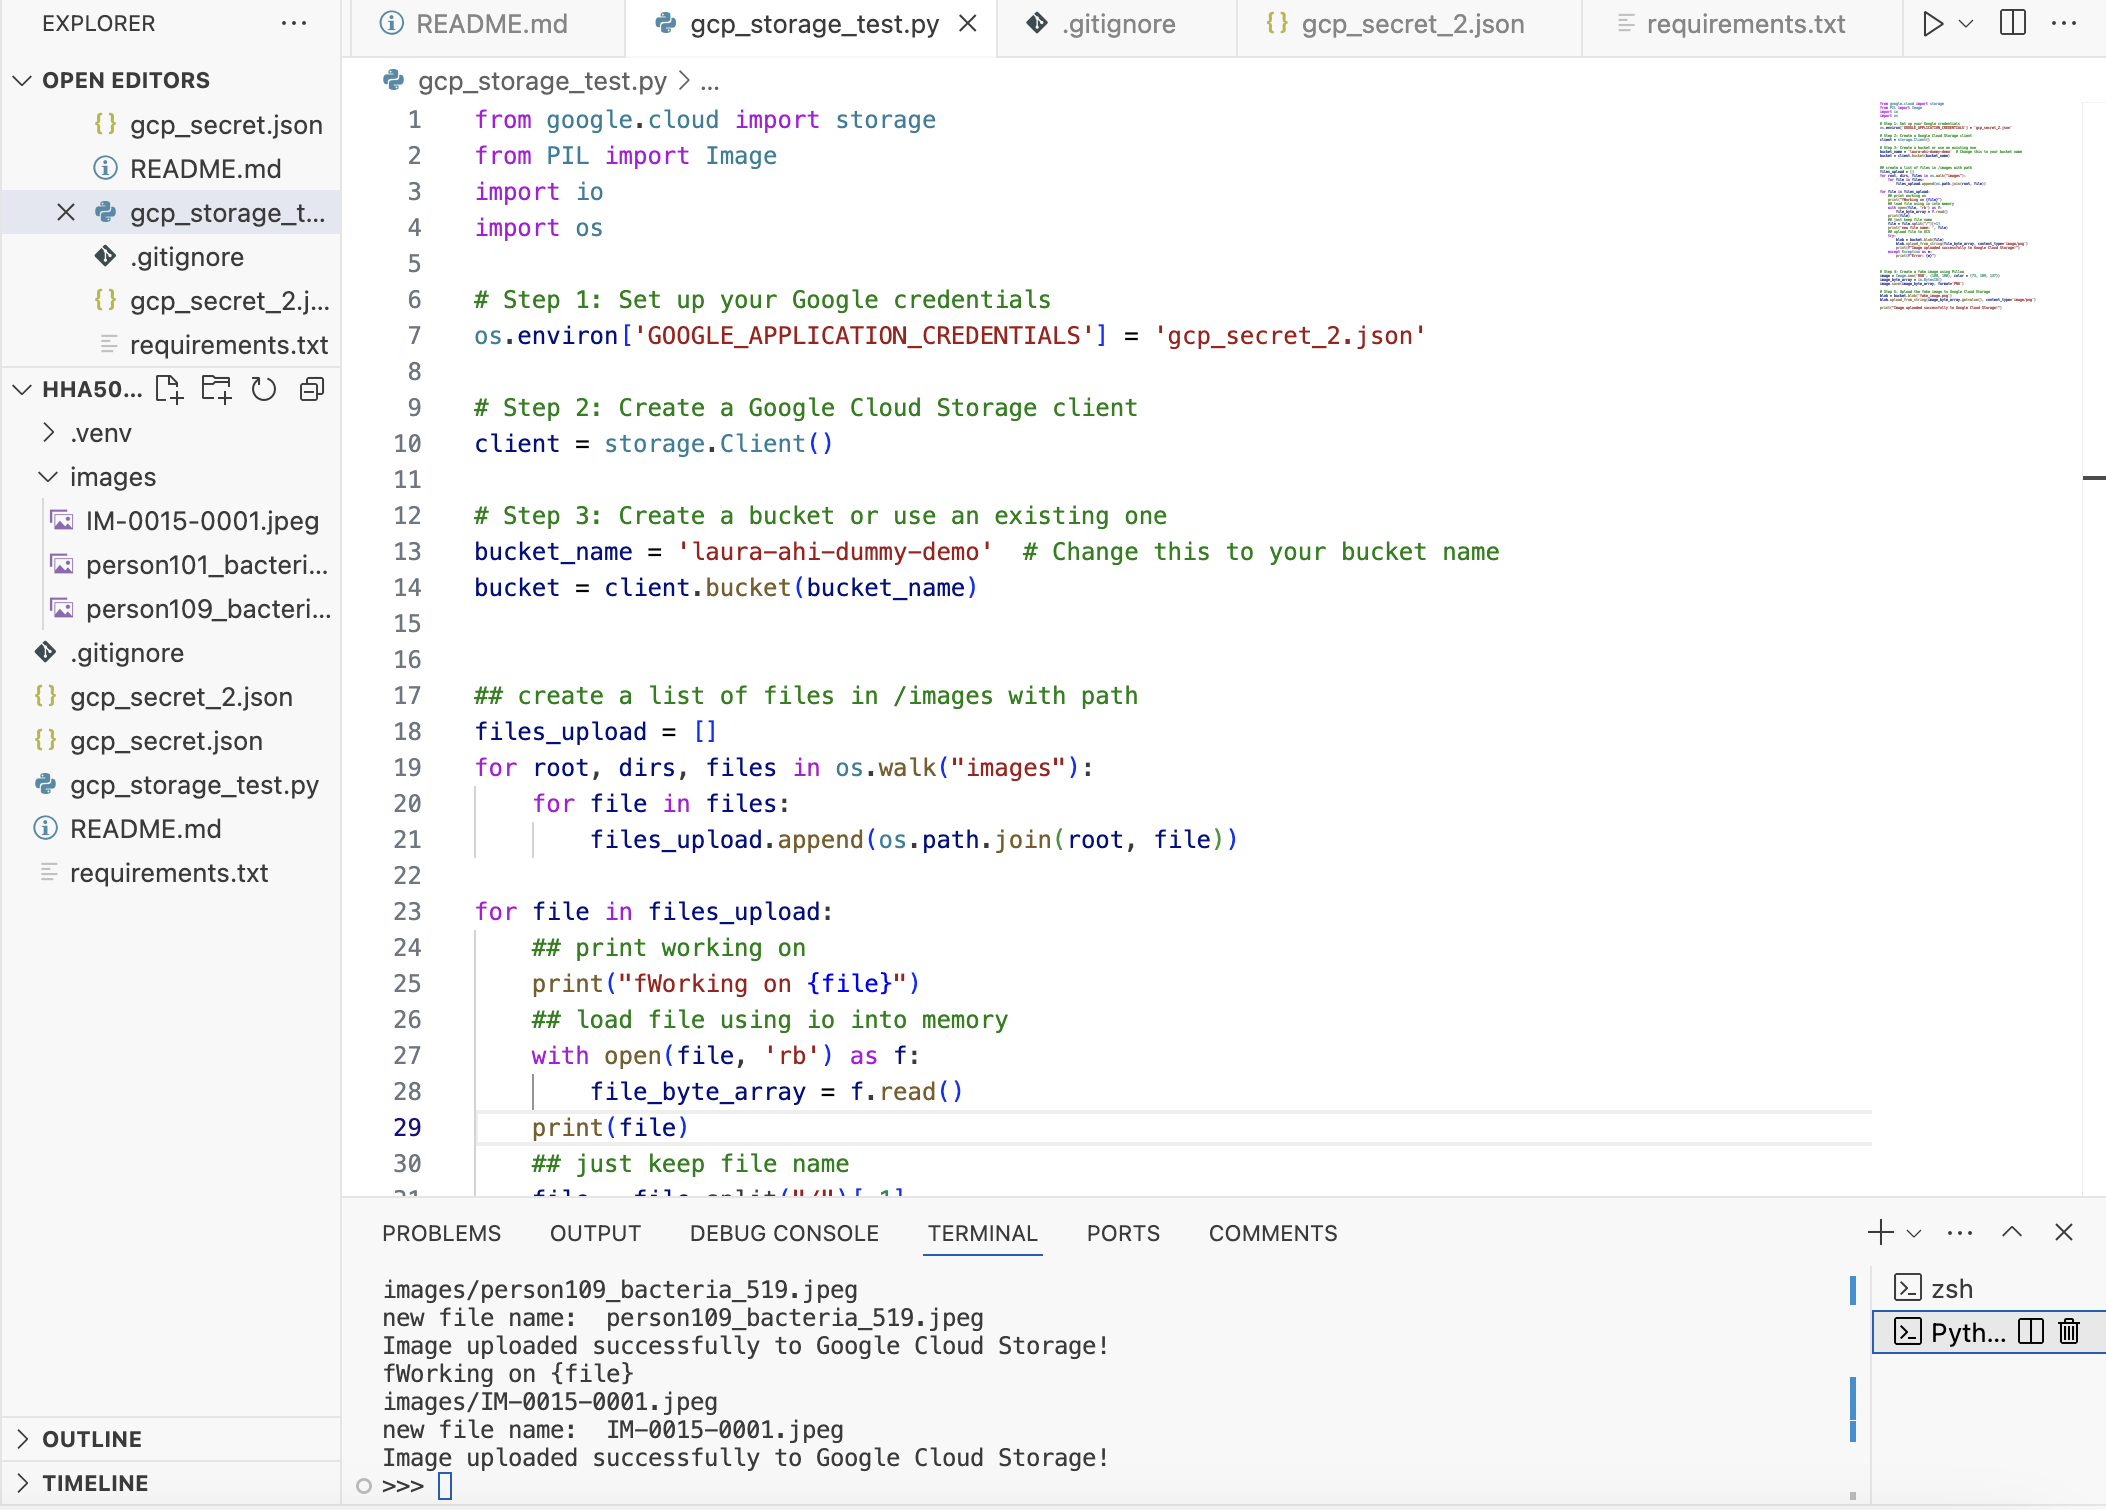 EXPLORER ...
OPEN EDITORS
gcp_secret.json
README.md
gcp_storage_t...
.gitignore
gcp_secret_2.j...
requirements.txt
HHA50...
.venv
images
IM-0015-0001.jpeg
person101_bacteri...
person109_bacteri...
.gitignore
gcp_secret_2.json
gcp_secret.json
gcp_storage_test.py
README.md
requirements.txt
OUTLINE
TIMELINE
README.md gcp_storage_test.py .gitignore gcp_secret_2.json requirements.txt
gcp_storage_test.py > ...
1 from google.cloud import storage
2 from PIL import Image
3 import io
4 import os
5
6 # Step 1: Set up your Google credentials
7 os.environ['GOOGLE_APPLICATION_CREDENTIALS'] = 'gcp_secret_2.json'
8
9 # Step 2: Create a Google Cloud Storage client
10 client = storage.Client()
11
12 # Step 3: Create a bucket or use an existing one
13 bucket_name = 'laura-ahi-dummy-demo'  # Change this to your bucket name
14 bucket = client.bucket(bucket_name)
15
16
17 ## create a list of files in /images with path
18 files_upload = []
19 for root, dirs, files in os.walk("images"):
20     for file in files:
21         files_upload.append(os.path.join(root, file))
22
23 for file in files_upload:
24     ## print working on
25     print("fWorking on {file}")
26     ## load file using io into memory
27     with open(file, 'rb') as f:
28         file_byte_array = f.read()
29     print(file)
30     ## just keep file name
31     file = file.split("/")[-1]
PROBLEMS OUTPUT DEBUG CONSOLE TERMINAL PORTS COMMENTS
images/person109_bacteria_519.jpeg
new file name:  person109_bacteria_519.jpeg
Image uploaded successfully to Google Cloud Storage!
fWorking on {file}
images/IM-0015-0001.jpeg
new file name:  IM-0015-0001.jpeg
Image uploaded successfully to Google Cloud Storage!
>>>
zsh
Pyth...